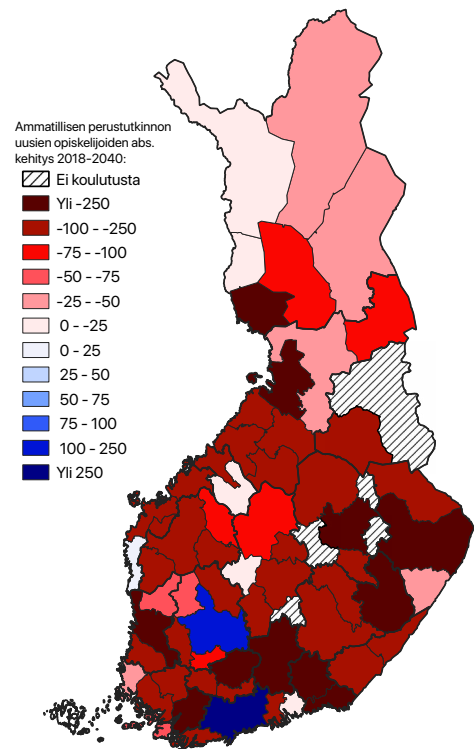 Ammatillisen perustutkinnon
uusien opiskelijoiden abs.
kehitys 2018-2040:
Ei koulutusta
Yli -250
-100 - -250
-75 - -100
-50 - -75
-25 - -50
0 - -25
0 - 25
25 - 50
50 - 75
75 - 100
100 - 250
Yli 250